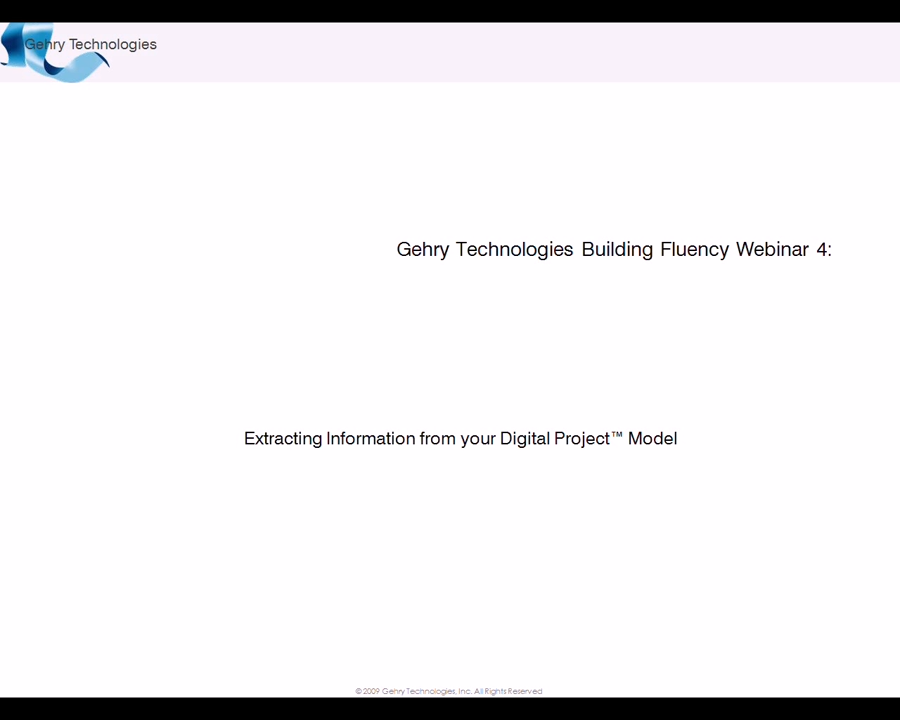 Gehry Technologies
Gehry Technologies Building Fluency Webinar 4:
Extracting Information from your Digital Project™ Model
© 2009 Gehry Technologies, Inc. All Rights Reserved